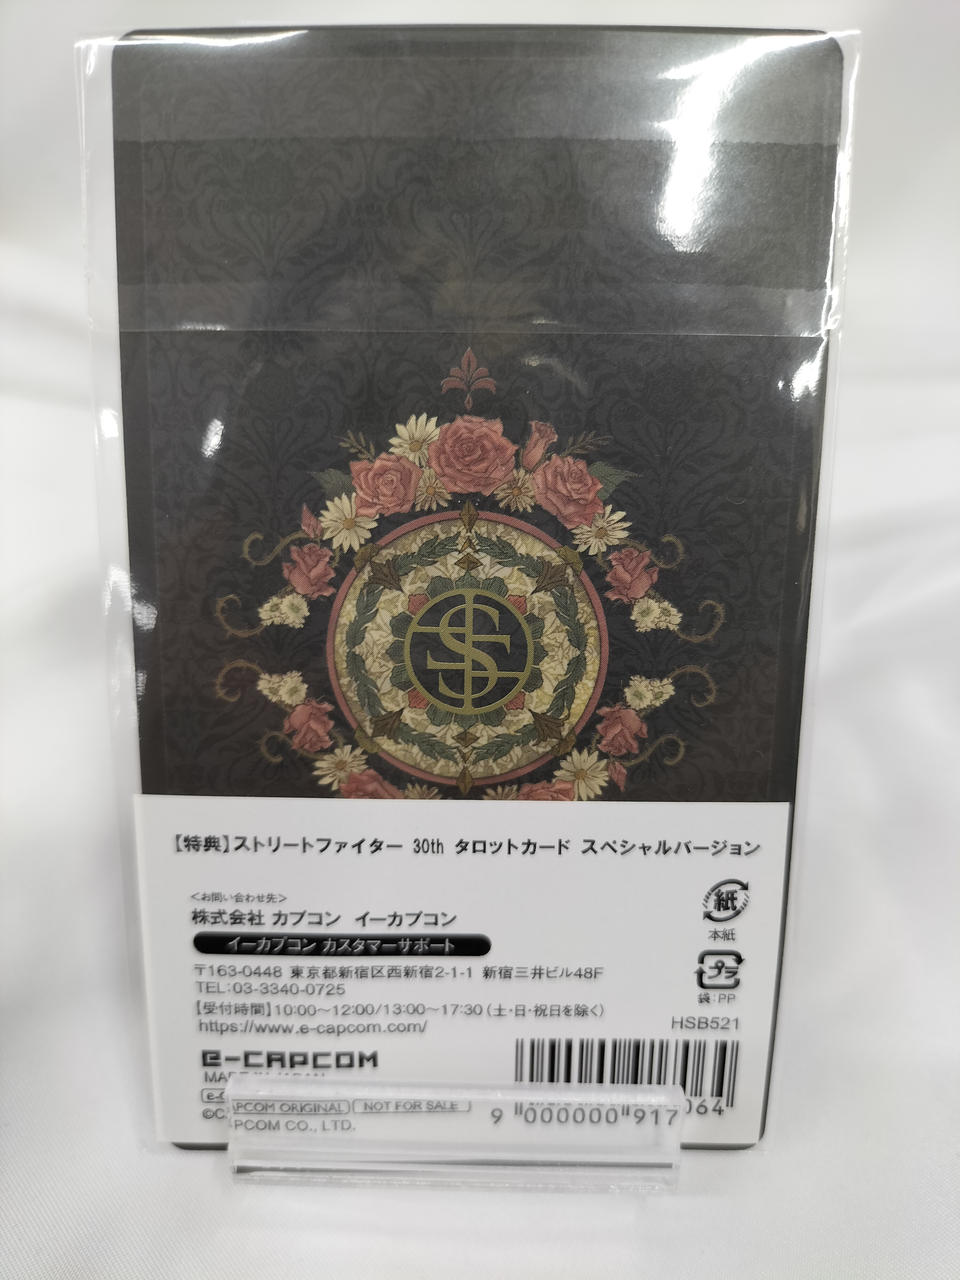 【特典】ストリートファイター 30th タロットカード スペシャルバージョン
<お問い合わせ先>
株式会社 カプコン イーカプコン
イーカプコン カスタマーサポート
〒163-0448 東京都新宿区西新宿2-1-1 新宿三井ビル48F
TEL:03-3340-0725
【受付時間】10:00~12:00/13:00~17:30(土・日・祝日を除く)
https://www.e-capcom.com/
紙
本紙
プラ
袋:PP
HSB521
e-CAPCOM
MADE IN JAPAN
CAPCOM ORIGINAL NOT FOR SALE
©CAPCOM CO., LTD.
9 000000 917064